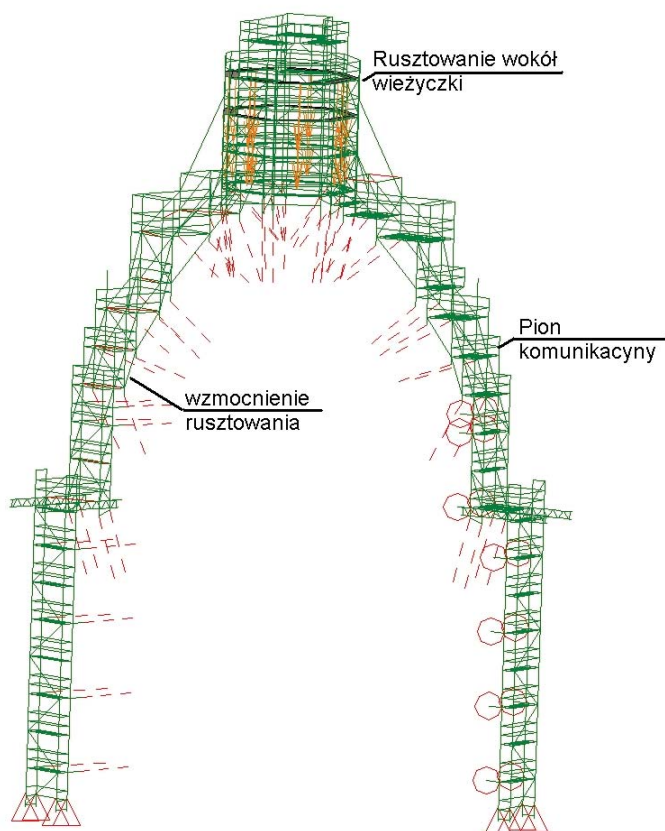 Rusztowanie wokół
wieżyczki
Pion
komunikacyny
wzmocnienie
rusztowania